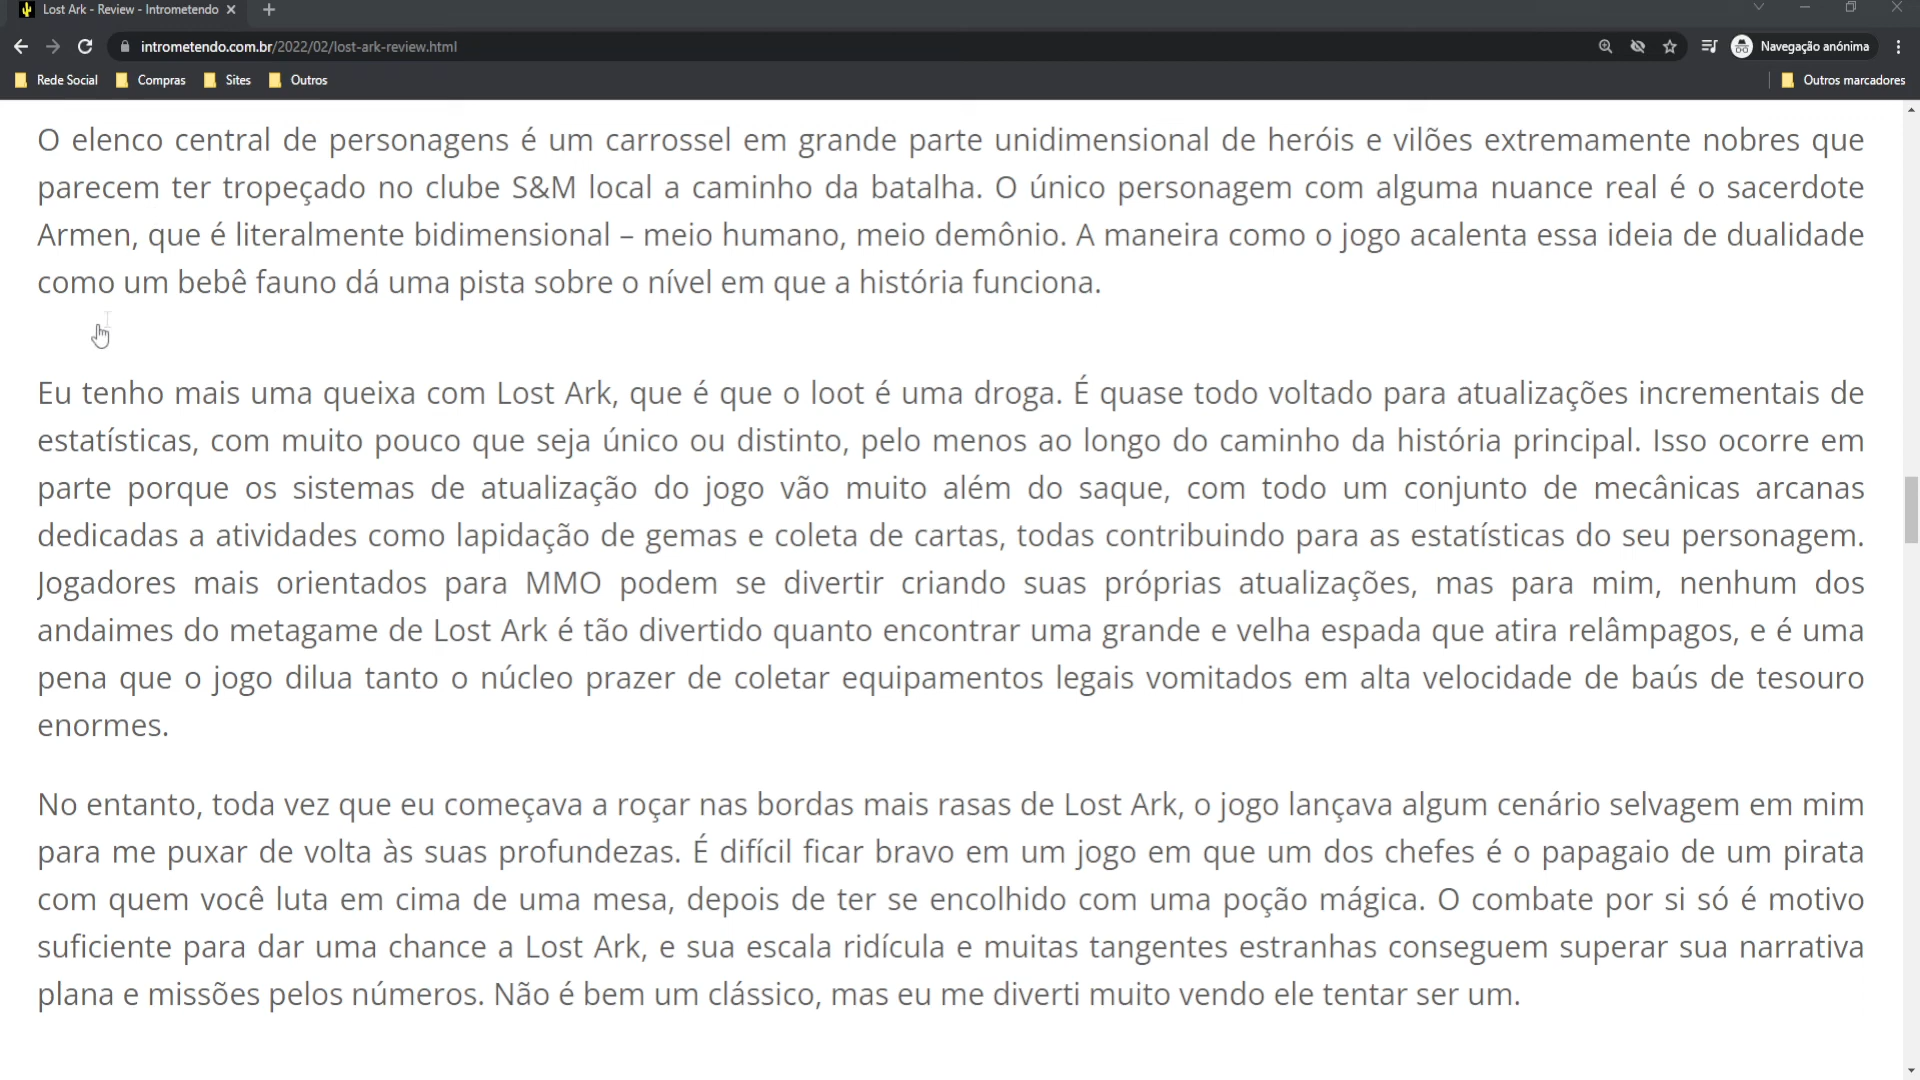 Lost Ark - Review - Intrometendo
intrometendo.com.br/2022/02/lost-ark-review.html
Navegação anónima
Rede Social
Compras
Sites
Outros
Outros marcadores
O elenco central de personagens é um carrossel em grande parte unidimensional de heróis e vilões extremamente nobres que
parecem ter tropeçado no clube S&M local a caminho da batalha. O único personagem com alguma nuance real é o sacerdote
Armen, que é literalmente bidimensional – meio humano, meio demônio. A maneira como o jogo acalenta essa ideia de dualidade
como um bebê fauno dá uma pista sobre o nível em que a história funciona.
Eu tenho mais uma queixa com Lost Ark, que é que o loot é uma droga. É quase todo voltado para atualizações incrementais de
estatísticas, com muito pouco que seja único ou distinto, pelo menos ao longo do caminho da história principal. Isso ocorre em
parte porque os sistemas de atualização do jogo vão muito além do saque, com todo um conjunto de mecânicas arcanas
dedicadas a atividades como lapidação de gemas e coleta de cartas, todas contribuindo para as estatísticas do seu personagem.
Jogadores mais orientados para MMO podem se divertir criando suas próprias atualizações, mas para mim, nenhum dos
andaimes do metagame de Lost Ark é tão divertido quanto encontrar uma grande e velha espada que atira relâmpagos, e é uma
pena que o jogo dilua tanto o núcleo prazer de coletar equipamentos legais vomitados em alta velocidade de baús de tesouro
enormes.
No entanto, toda vez que eu começava a roçar nas bordas mais rasas de Lost Ark, o jogo lançava algum cenário selvagem em mim
para me puxar de volta às suas profundezas. É difícil ficar bravo em um jogo em que um dos chefes é o papagaio de um pirata
com quem você luta em cima de uma mesa, depois de ter se encolhido com uma poção mágica. O combate por si só é motivo
suficiente para dar uma chance a Lost Ark, e sua escala ridícula e muitas tangentes estranhas conseguem superar sua narrativa
plana e missões pelos números. Não é bem um clássico, mas eu me diverti muito vendo ele tentar ser um.